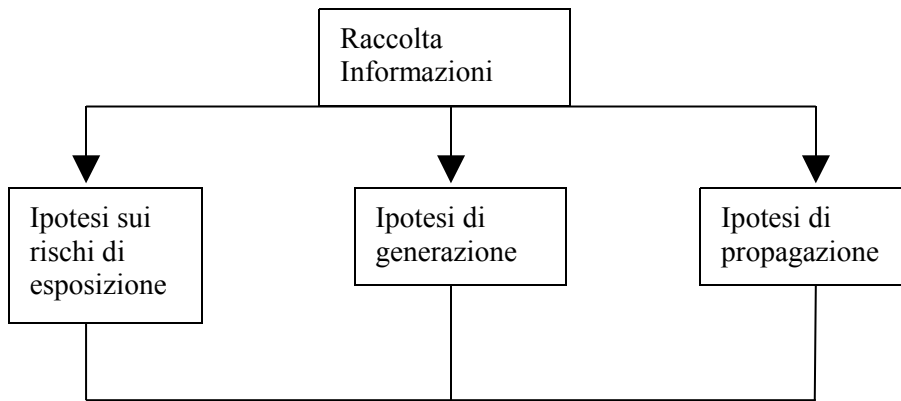 Raccolta
Informazioni
Ipotesi sui
rischi di
esposizione
Ipotesi di
generazione
Ipotesi di
propagazione